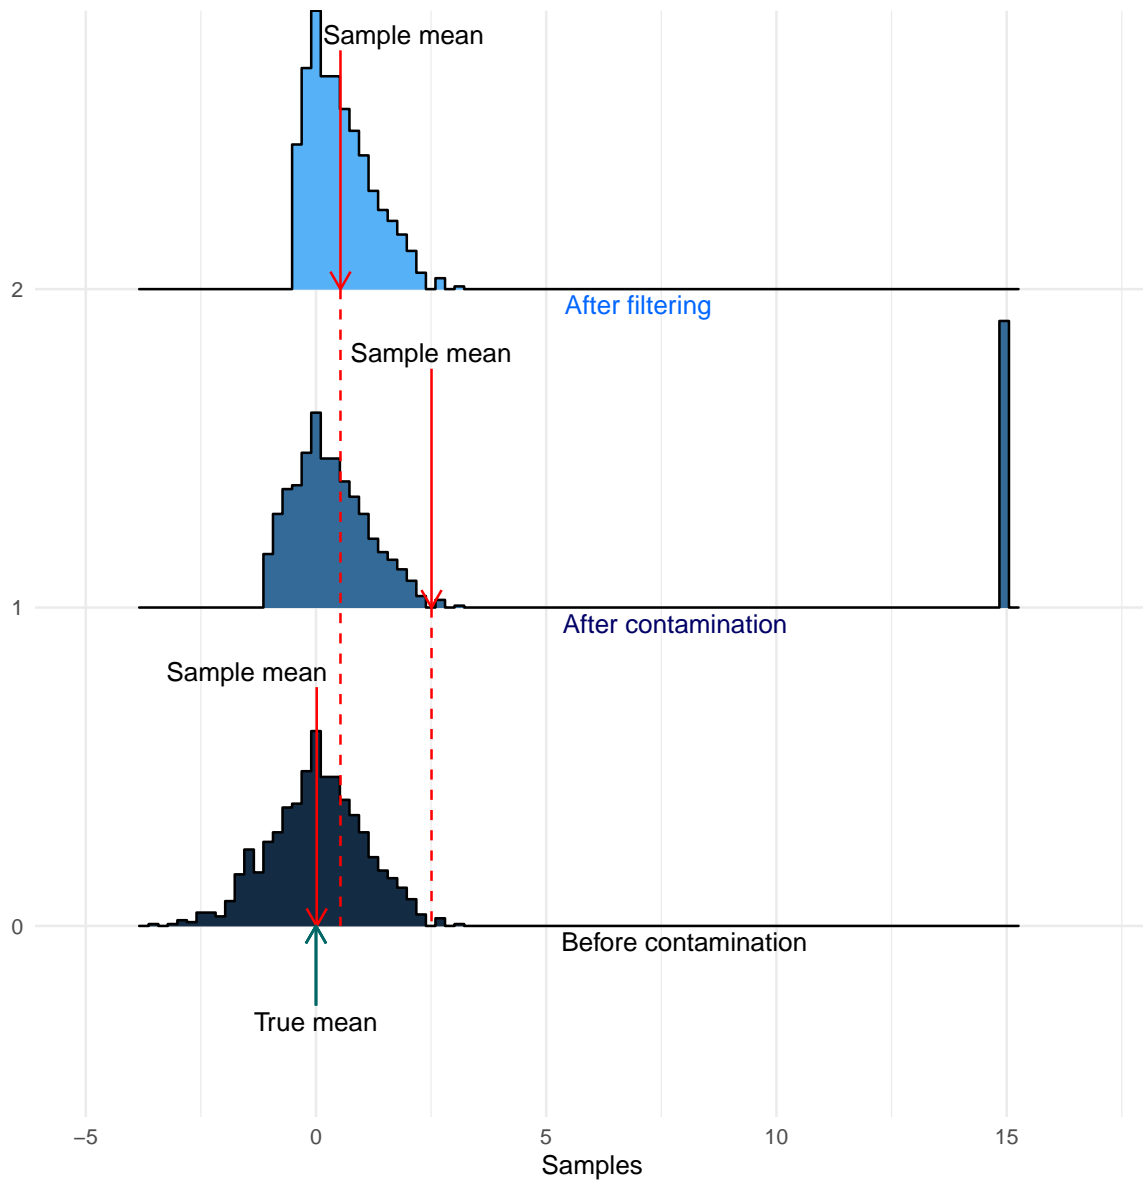 Sample mean
2
After filtering
Sample mean
1
After contamination
Sample mean
0
Before contamination
True mean
−5 0 5 10 15
Samples